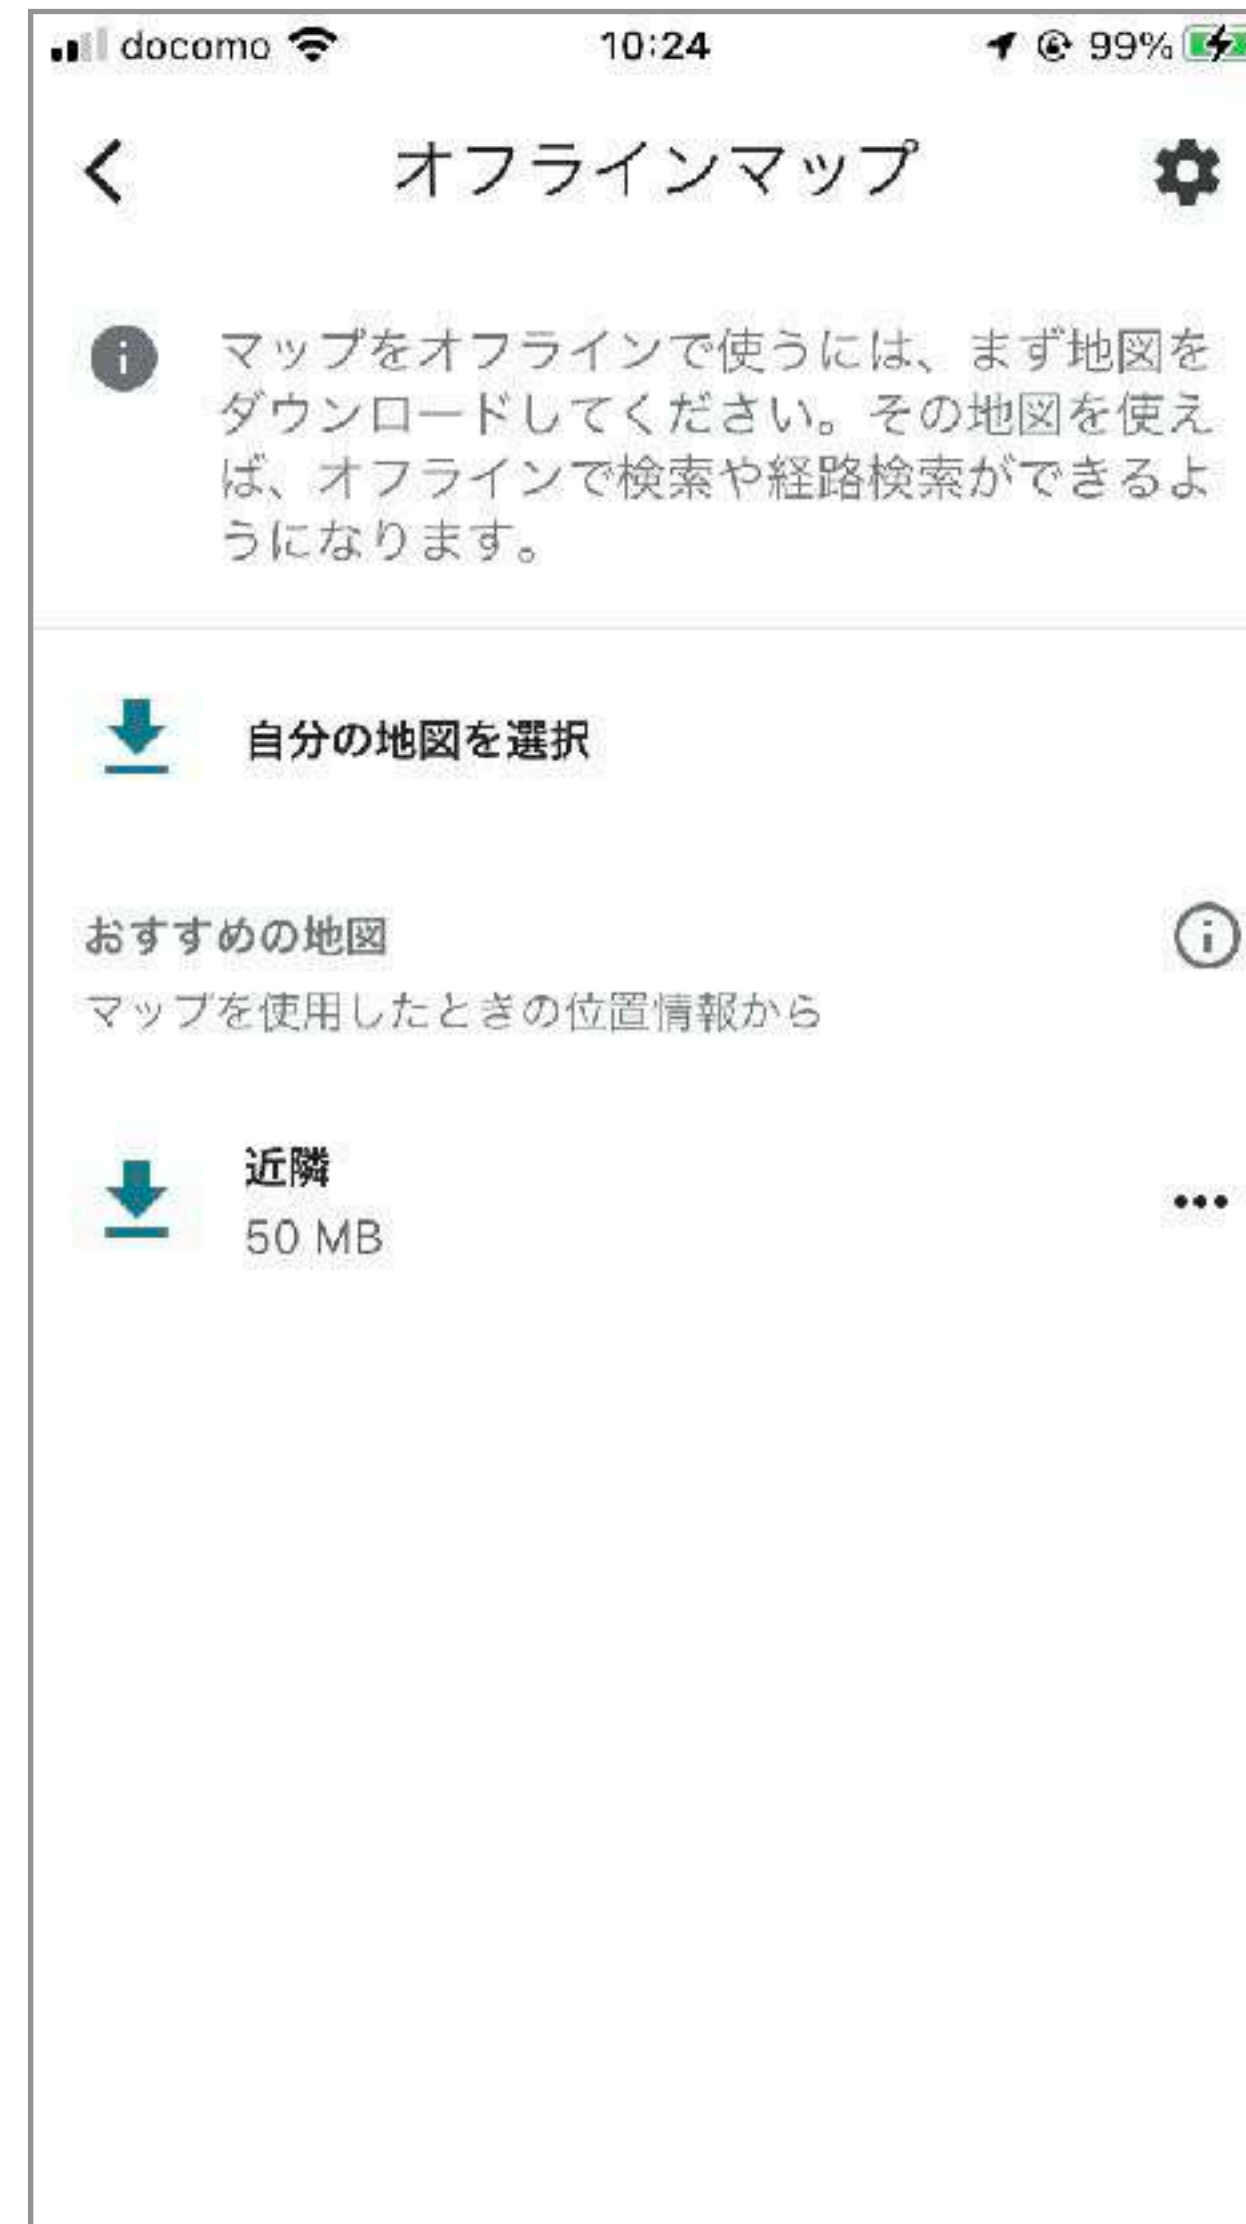 docomo 10:24 99%
オフラインマップ
マップをオフラインで使うには、まず地図を
ダウンロードしてください。その地図を使え
ば、オフラインで検索や経路検索ができるよ
うになります。
自分の地図を選択
おすすめの地図
マップを使用したときの位置情報から
近隣
50 MB